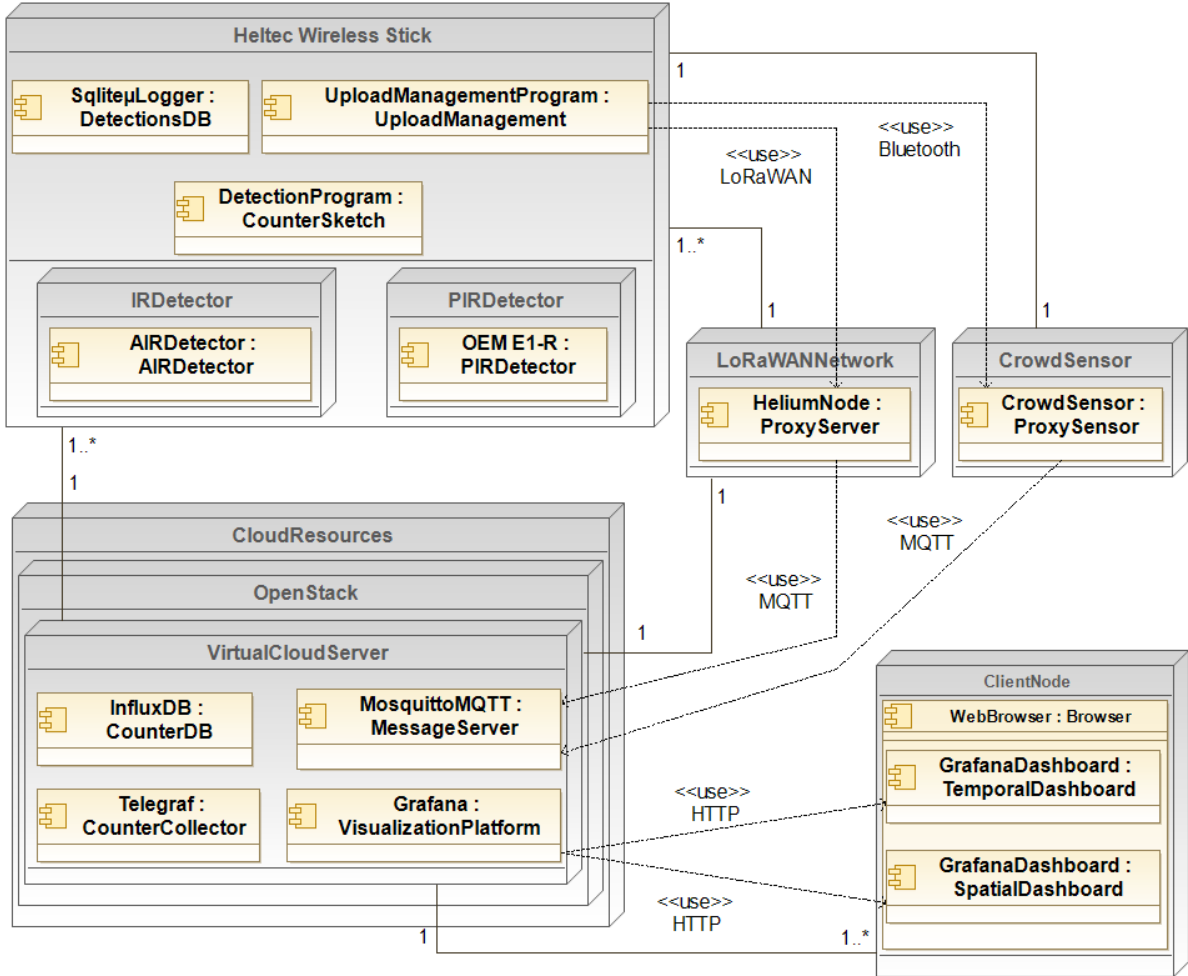 Heltec Wireless Stick
SqliteµLogger :
DetectionsDB
UploadManagementProgram :
UploadManagement
DetectionProgram :
CounterSketch
IRDetector
AIRDetector :
AIRDetector
PIRDetector
OEM E1-R :
PIRDetector
1
<<use>>
Bluetooth
<<use>>
LoRaWAN
1..*
1
1
LoRaWANNetwork
HeliumNode :
ProxyServer
CrowdSensor
CrowdSensor :
ProxySensor
1..*
1
1
<<use>>
MQTT
<<use>>
MQTT
1
CloudResources
OpenStack
VirtualCloudServer
InfluxDB :
CounterDB
MosquittoMQTT :
MessageServer
Telegraf :
CounterCollector
Grafana :
VisualizationPlatform
<<use>>
HTTP
<<use>>
HTTP
1
1..*
ClientNode
WebBrowser : Browser
GrafanaDashboard :
TemporalDashboard
GrafanaDashboard :
SpatialDashboard